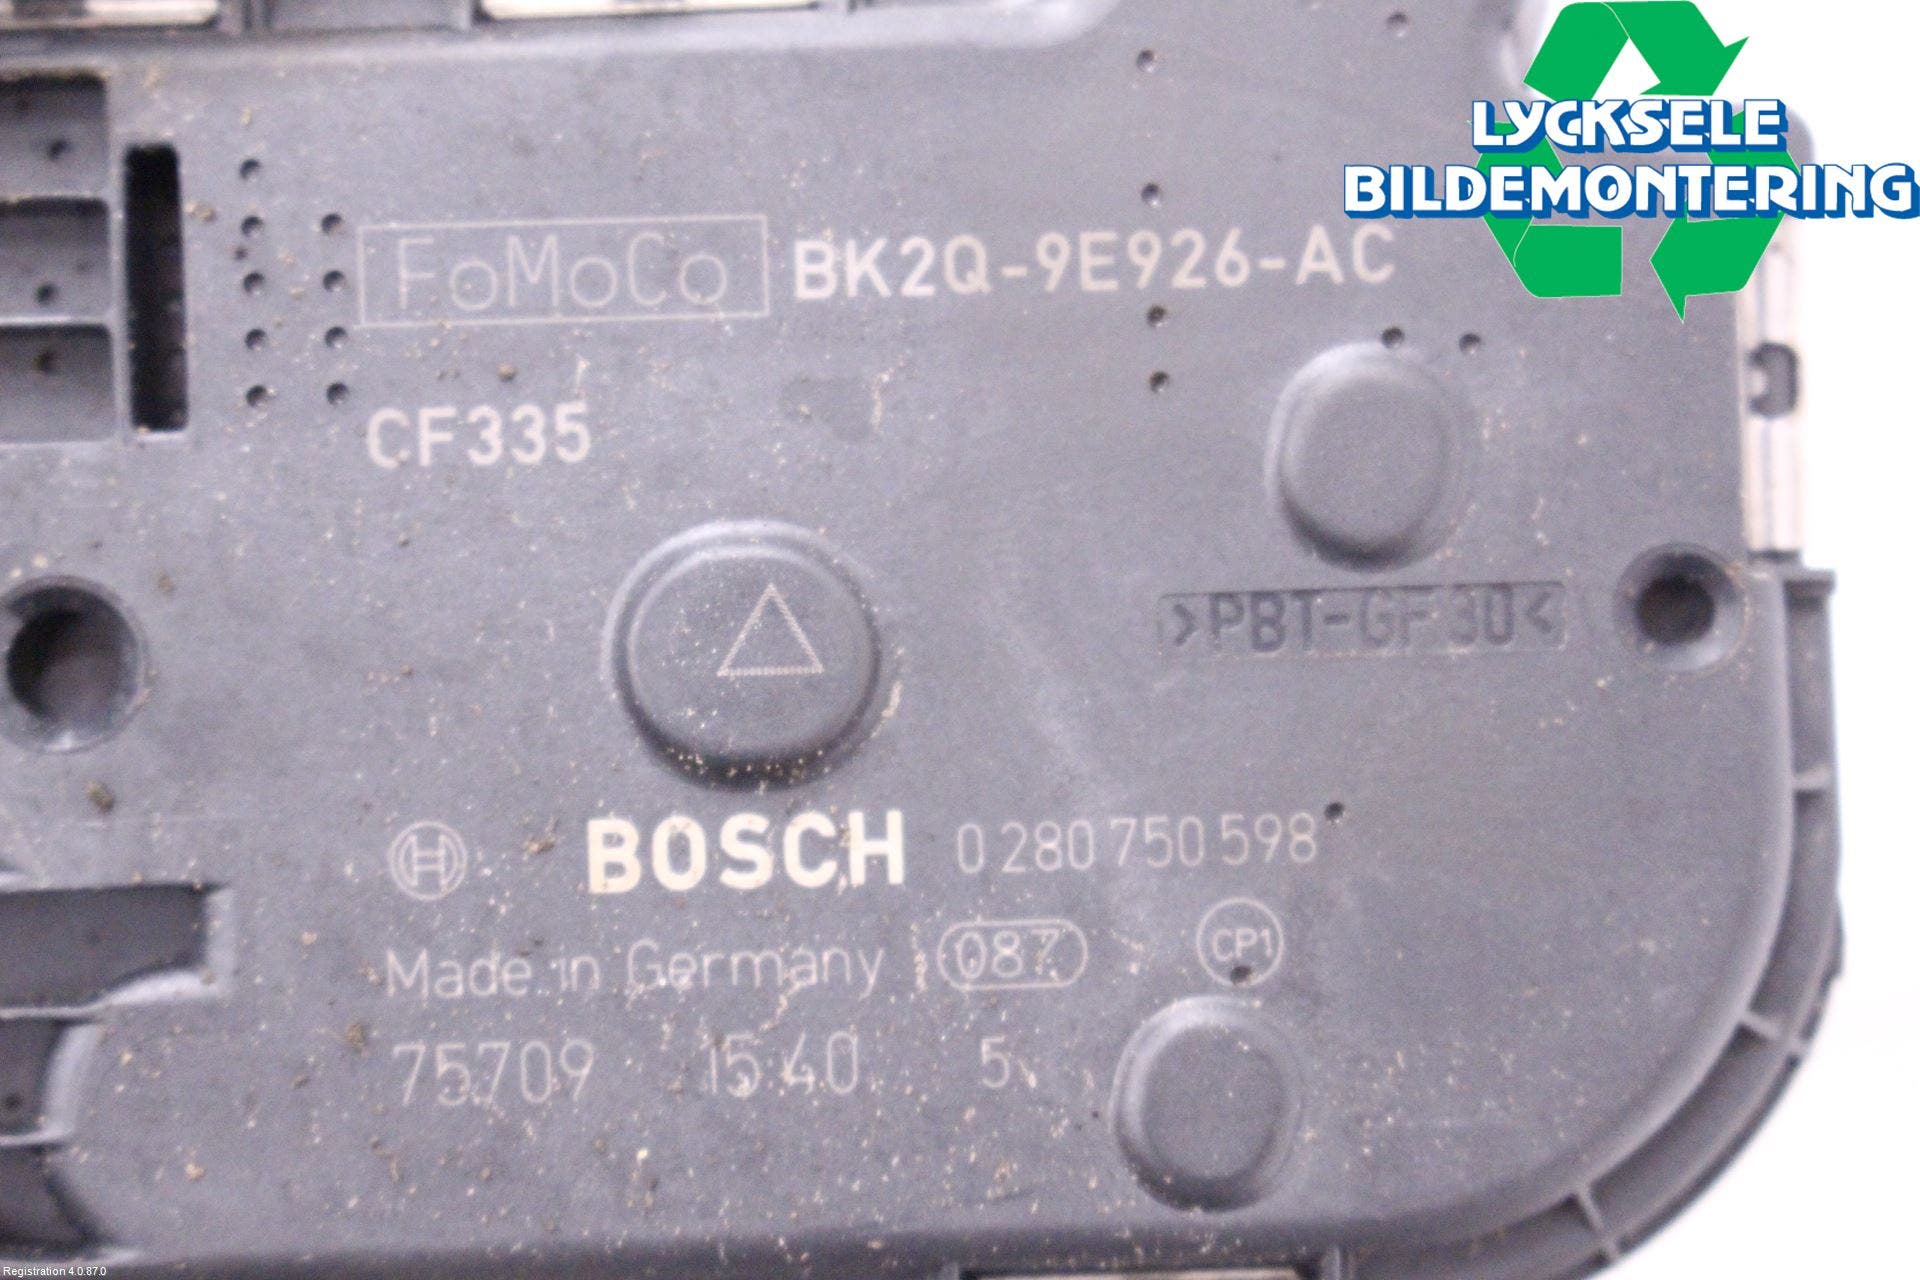 LYCKSELE
BILDEMONTERING
FoMoCo BK2Q-9E926-AC
CF335
>PBT-GF30<
BOSCH 0 280 750 598
Made in Germany 087 CP1
75709 15:40 5
Registration 4.0.87.0